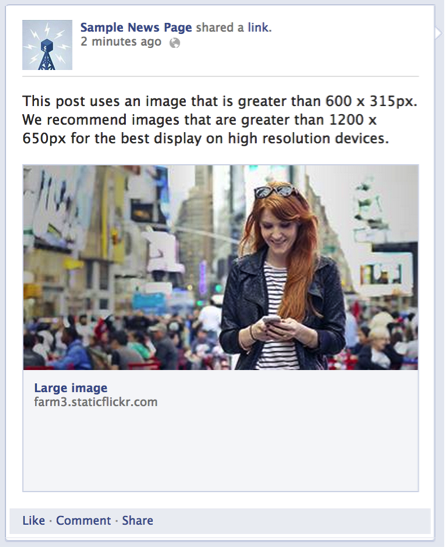 Sample News Page shared a link.
2 minutes ago
This post uses an image that is greater than 600 x 315px.
We recommend images that are greater than 1200 x
650px for the best display on high resolution devices.
Large image
farm3.staticflickr.com
Like · Comment · Share